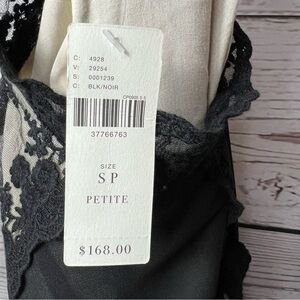 C: 4928
V: 29254
S: 0001239
C: BLK/NOIR
37766763
SIZE
S P
PETITE
$168.00